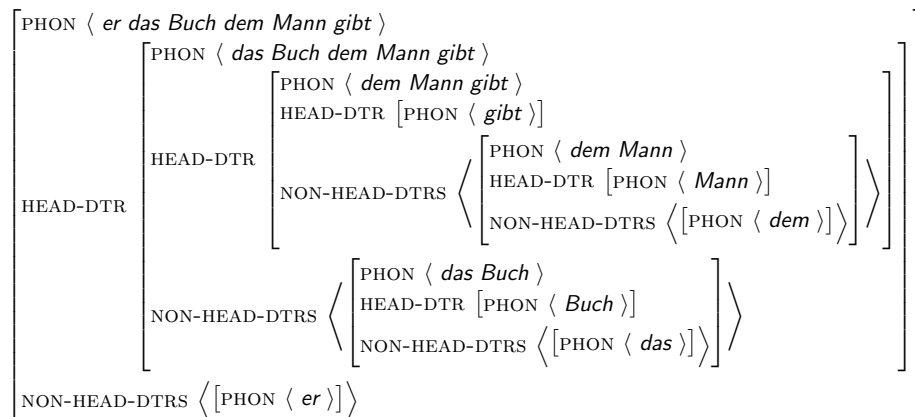 PHON ⟨ er das Buch dem Mann gibt ⟩
PHON ⟨ das Buch dem Mann gibt ⟩
PHON ⟨ dem Mann gibt ⟩
HEAD-DTR [PHON ⟨ gibt ⟩]
PHON ⟨ dem Mann ⟩
HEAD-DTR
HEAD-DTR [PHON ⟨ Mann ⟩]
NON-HEAD-DTRS
HEAD-DTR
NON-HEAD-DTRS ⟨[PHON ⟨ dem ⟩]⟩
PHON ⟨ das Buch ⟩
HEAD-DTR [PHON ⟨ Buch ⟩]
NON-HEAD-DTRS
NON-HEAD-DTRS ⟨[PHON ⟨ das ⟩]⟩
NON-HEAD-DTRS ⟨[PHON ⟨ er ⟩]⟩